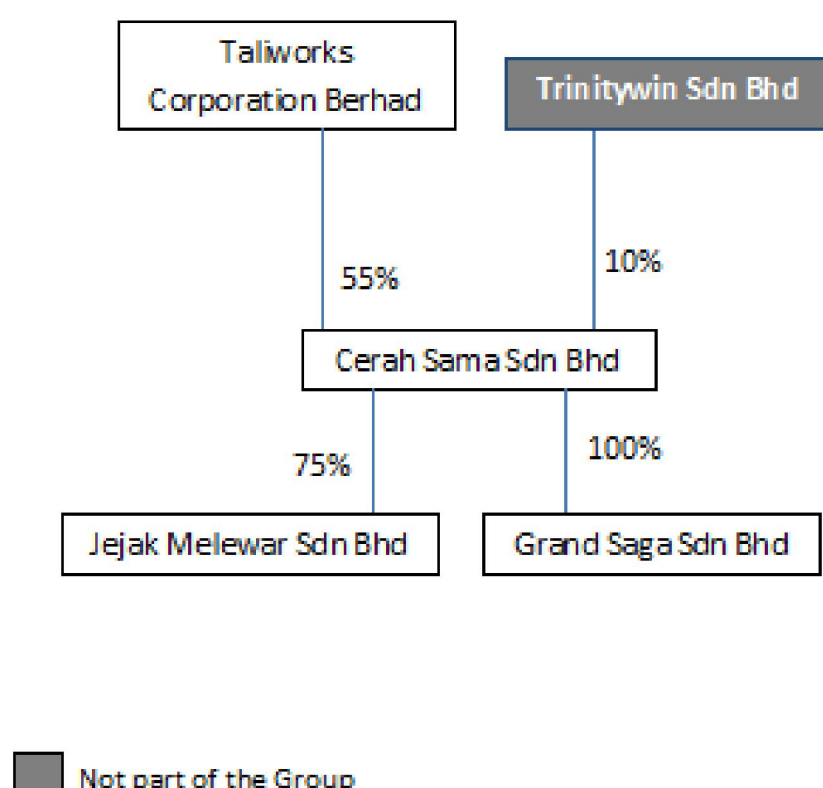 Taliworks
Corporation Berhad
Trinitywin Sdn Bhd
55%
10%
Cerah Sama Sdn Bhd
75%
100%
Jejak Melewar Sdn Bhd
Grand Saga Sdn Bhd
Not part of the Group